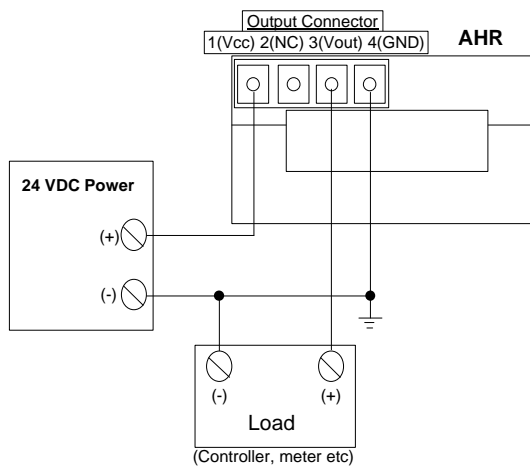 Output Connector
1(Vcc) 2(NC) 3(Vout) 4(GND)
AHR
24 VDC Power
(+)
(-)
(-)
(+)
Load
(Controller, meter etc)